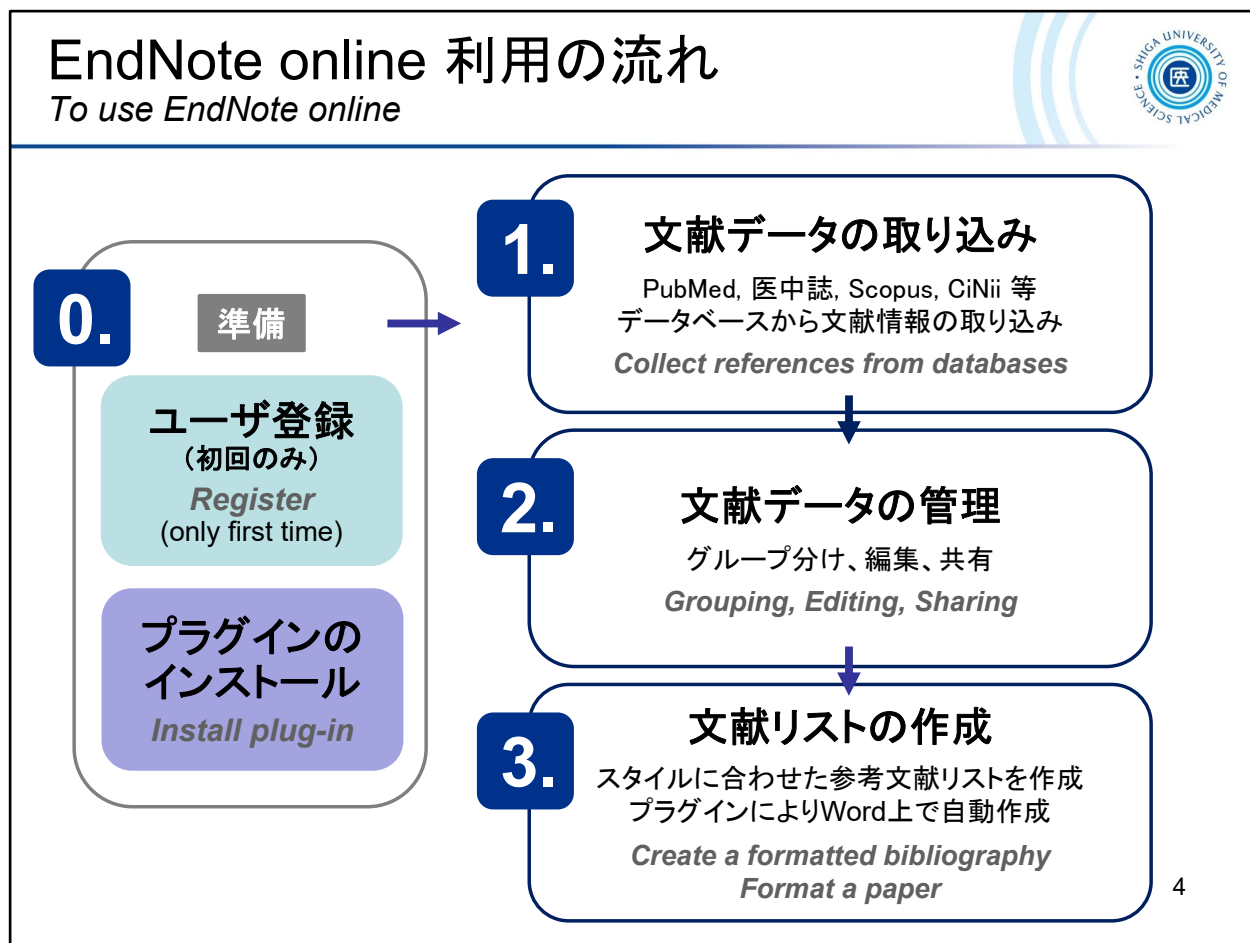 EndNote online 利用の流れ
To use EndNote online
SHIGA UNIVERSITY OF MEDICAL SCIENCE
医
0.
準備
ユーザ登録
（初回のみ）
Register
(only first time)
プラグインの
インストール
Install plug-in
1.
文献データの取り込み
PubMed, 医中誌, Scopus, CiNii 等
データベースから文献情報の取り込み
Collect references from databases
2.
文献データの管理
グループ分け、編集、共有
Grouping, Editing, Sharing
3.
文献リストの作成
スタイルに合わせた参考文献リストを作成
プラグインによりWord上で自動作成
Create a formatted bibliography
Format a paper
4